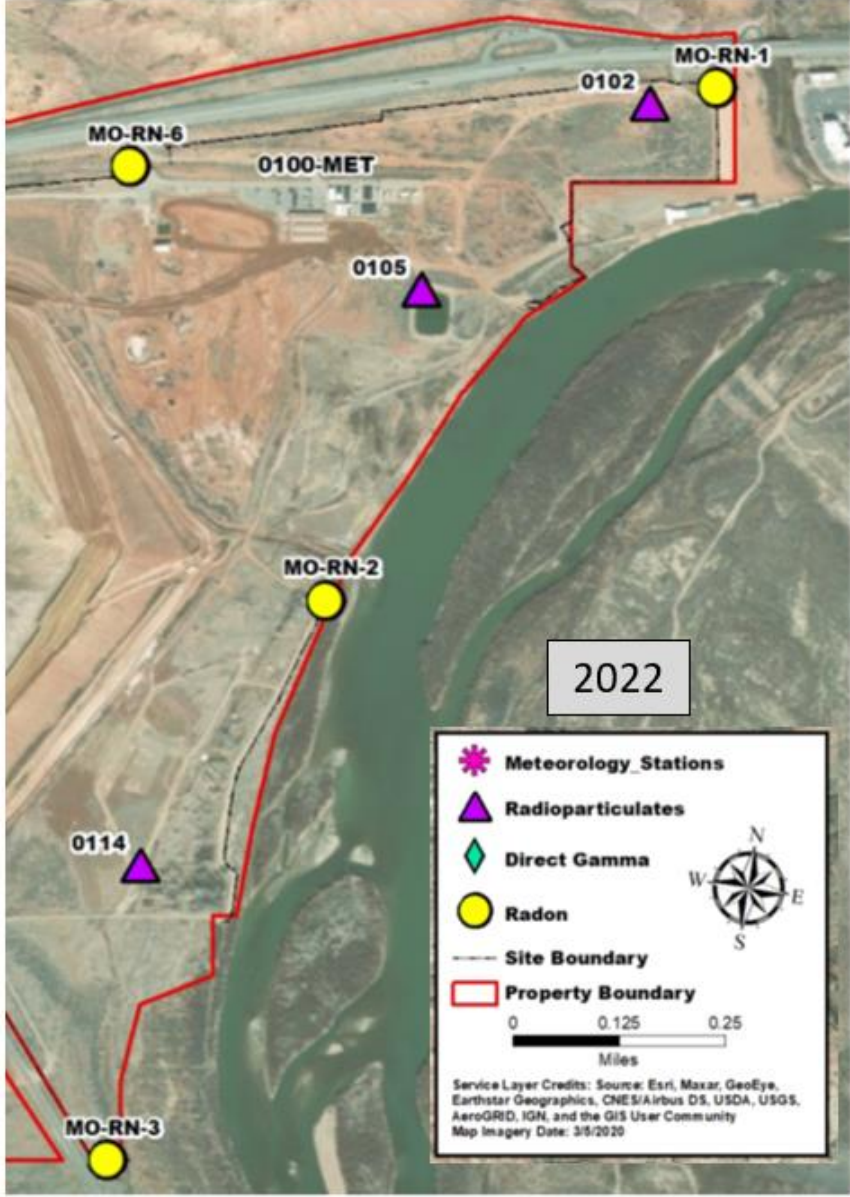 MO-RN-1
0102
MO-RN-6
0100-MET
0105
MO-RN-2
2022
Meteorology_Stations
Radioparticulates
Direct Gamma
Radon
Site Boundary
Property Boundary
N
W
E
S
0 0.125 0.25
Miles
Service Layer Credits: Source: Esri, Maxar, GeoEye,
Earthstar Geographics, CNES/Airbus DS, USDA, USGS,
AeroGRID, IGN, and the GIS User Community
Map Imagery Date: 3/5/2020
0114
MO-RN-3